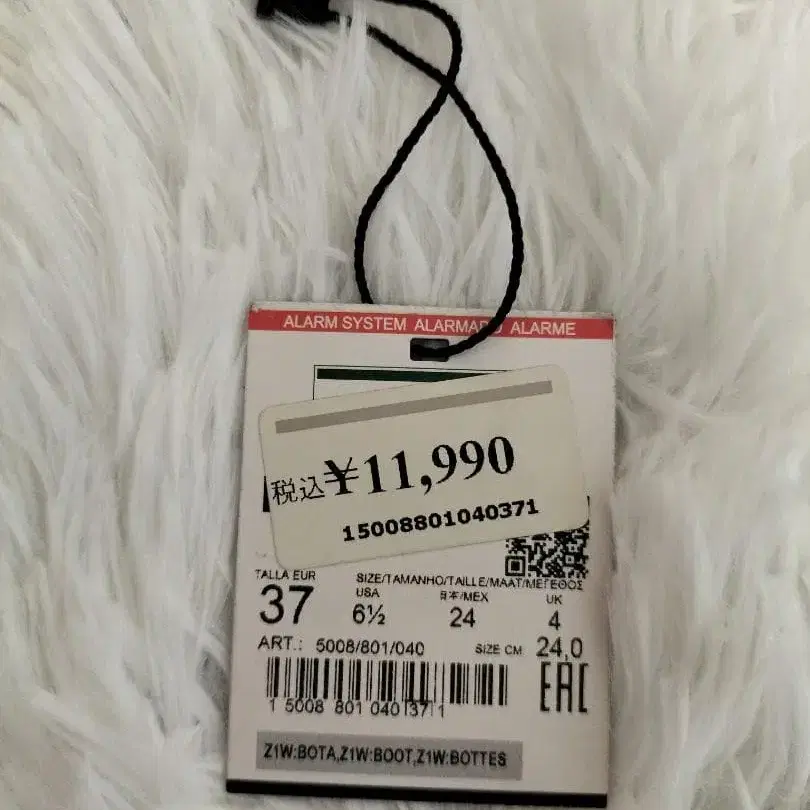 ALARM SYSTEM ALARMADO ALARME
税込¥11,990
15008801040371
TALLA EUR
37
SIZE/TAMANHO/TAILLE/MAAT/ΜΕΓΕΘΟΣ
USA 日本/MEX UK
6½ 24 4
ART.: 5008/801/040 SIZE CM 24,0
EAC
1 5008 801 040 371 1
Z1W:BOTA,Z1W:BOOT,Z1W:BOTTES